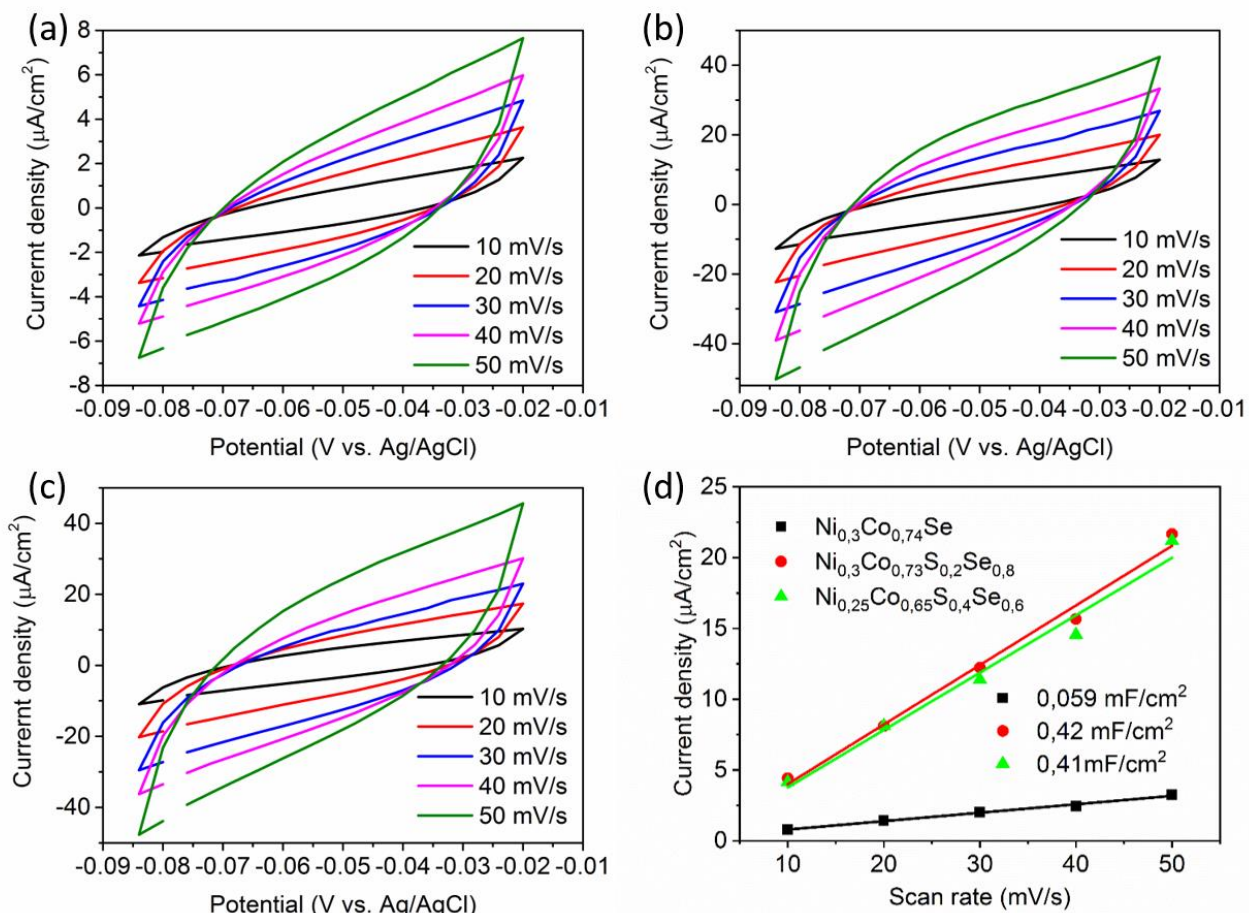 (a)
Currernt density (μA/cm²)
8
6
4
2
0
-2
-4
-6
-8
10 mV/s
20 mV/s
30 mV/s
40 mV/s
50 mV/s
-0.09 -0.08 -0.07 -0.06 -0.05 -0.04 -0.03 -0.02 -0.01
Potential (V vs. Ag/AgCl)
(b)
Currernt density (μA/cm²)
40
20
0
-20
-40
10 mV/s
20 mV/s
30 mV/s
40 mV/s
50 mV/s
-0.09 -0.08 -0.07 -0.06 -0.05 -0.04 -0.03 -0.02 -0.01
Potential (V vs. Ag/AgCl)
(c)
Currernt density (μA/cm²)
40
20
0
-20
-40
10 mV/s
20 mV/s
30 mV/s
40 mV/s
50 mV/s
-0.09 -0.08 -0.07 -0.06 -0.05 -0.04 -0.03 -0.02 -0.01
Potential (V vs. Ag/AgCl)
(d)
Current density (μA/cm²)
25
20
15
10
5
0
Ni₀,₃Co₀,₇₄Se
Ni₀,₃Co₀,₇₃S₀,₂Se₀,₈
Ni₀,₂₅Co₀,₆₅S₀,₄Se₀,₆
0,059 mF/cm²
0,42 mF/cm²
0,41mF/cm²
10 20 30 40 50
Scan rate (mV/s)